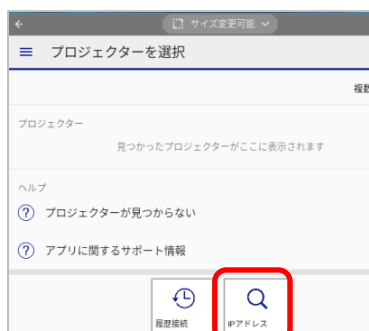 サイズ変更可能
プロジェクターを選択
複数
プロジェクター
見つかったプロジェクターがここに表示されます
ヘルプ
プロジェクターが見つからない
アプリに関するサポート情報
履歴接続
IPアドレス